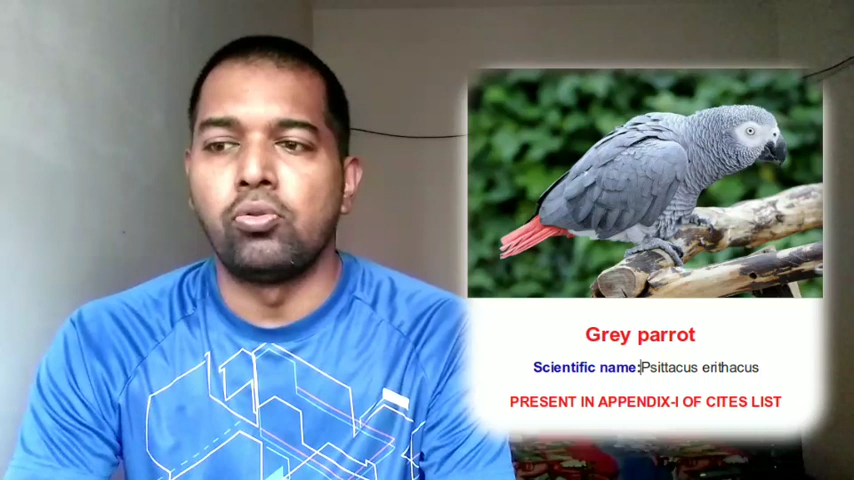 Grey parrot
Scientific name:Psittacus erithacus
PRESENT IN APPENDIX-I OF CITES LIST